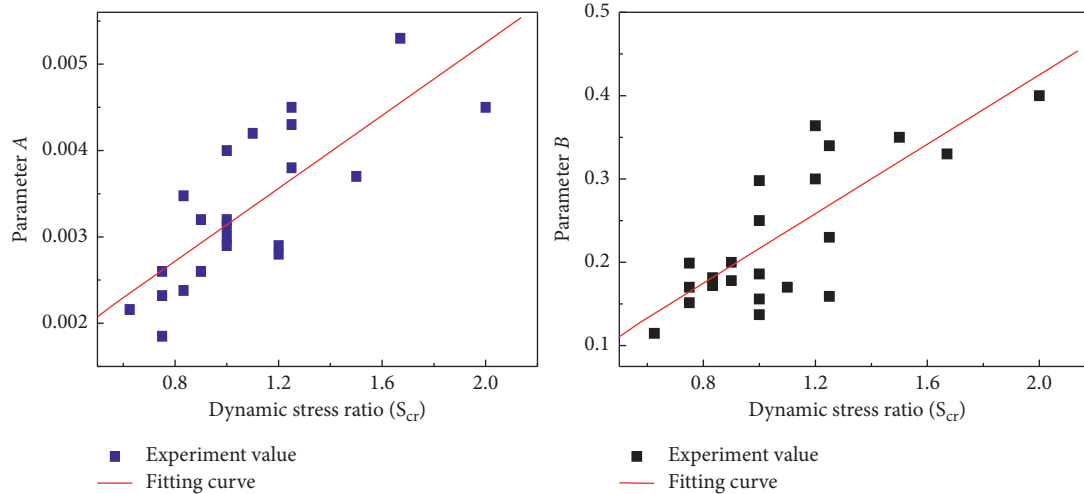 0.005
0.004
0.003
0.002
Parameter A
0.8 1.2 1.6 2.0
Dynamic stress ratio (Scr)
Experiment value
Fitting curve
0.5
0.4
0.3
0.2
0.1
Parameter B
0.8 1.2 1.6 2.0
Dynamic stress ratio (Scr)
Experiment value
Fitting curve